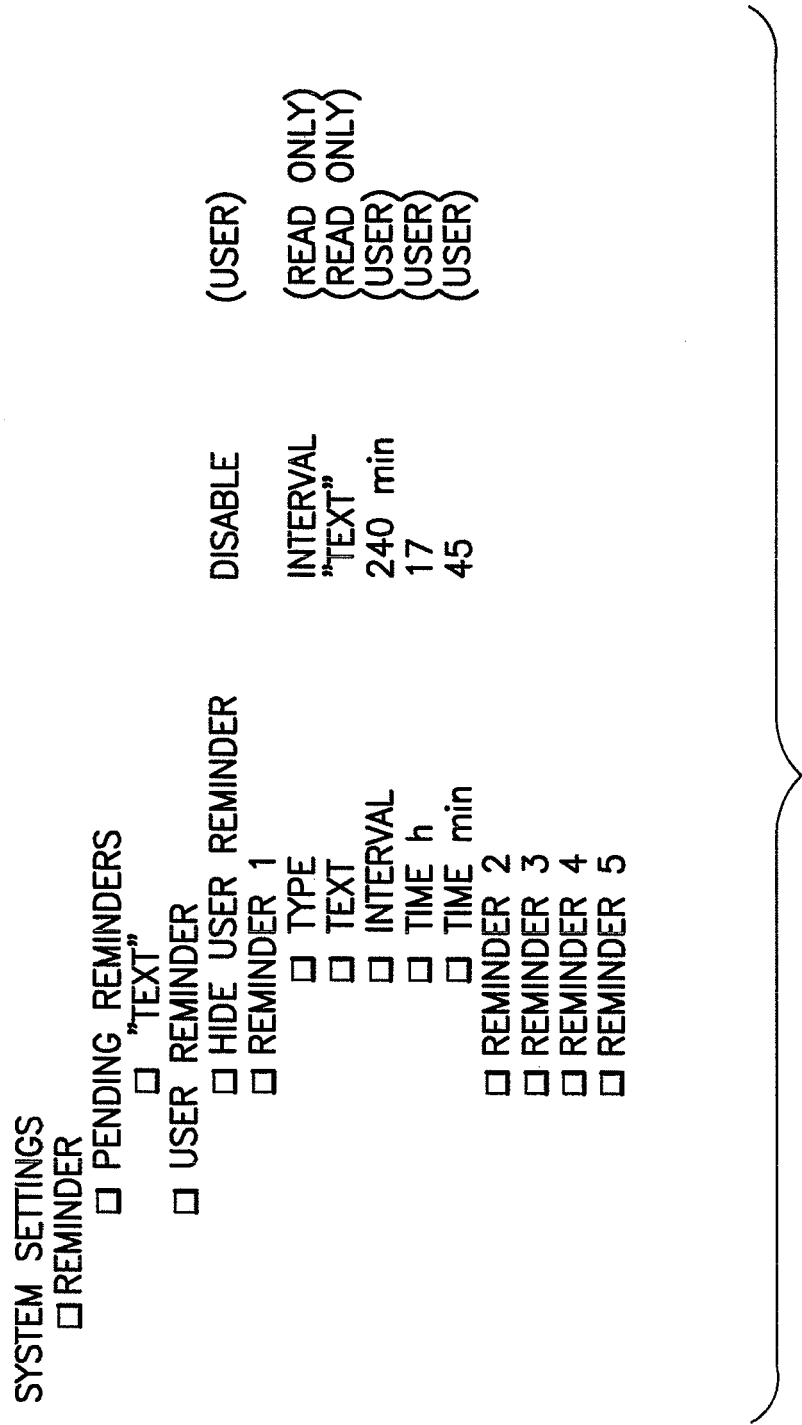 SYSTEM SETTINGS
☐ REMINDER
☐ PENDING REMINDERS
☐ "TEXT"
☐ USER REMINDER
☐ HIDE USER REMINDER DISABLE (USER)
☐ REMINDER 1
☐ TYPE INTERVAL (READ ONLY)
☐ TEXT "TEXT" (READ ONLY)
☐ INTERVAL 240 min (USER)
☐ TIME h 17 (USER)
☐ TIME min 45 (USER)
☐ REMINDER 2
☐ REMINDER 3
☐ REMINDER 4
☐ REMINDER 5